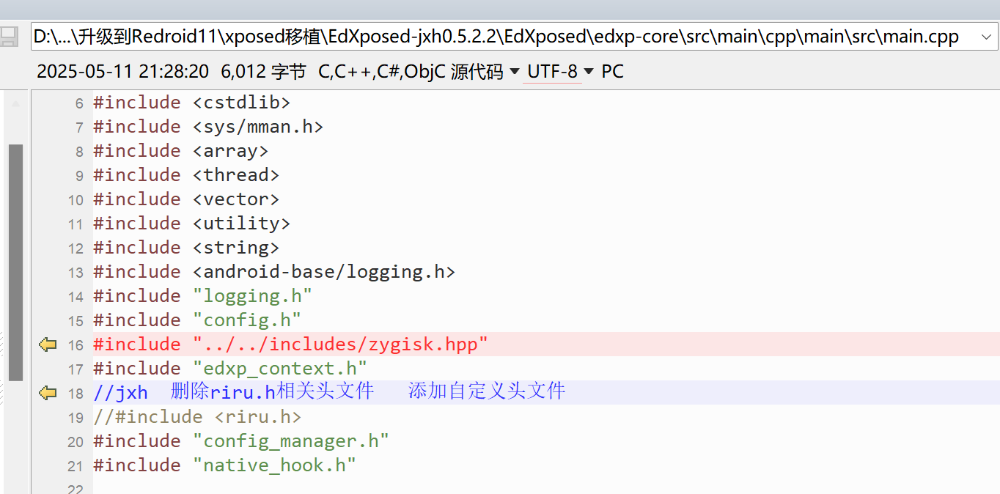 D:\...\升级到Redroid11\xposed移植\EdXposed-jxh0.5.2.2\EdXposed\edxp-core\src\main\cpp\main\src\main.cpp
2025-05-11 21:28:20 6,012 字节 C,C++,C#,ObjC 源代码 UTF-8 PC
6 #include <cstdlib>
7 #include <sys/mman.h>
8 #include <array>
9 #include <thread>
10 #include <vector>
11 #include <utility>
12 #include <string>
13 #include <android-base/logging.h>
14 #include "logging.h"
15 #include "config.h"
16 #include "../../includes/zygisk.hpp"
17 #include "edxp_context.h"
18 //jxh 删除riru.h相关头文件 添加自定义头文件
19 //#include <riru.h>
20 #include "config_manager.h"
21 #include "native_hook.h"
22